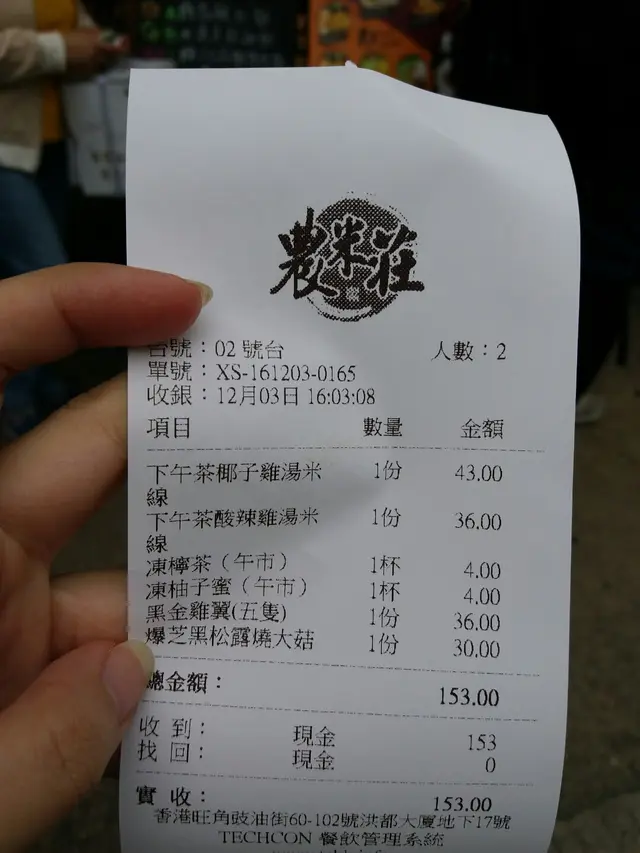 農米莊
台號：02 號台 人數：2
單號：XS-161203-0165
收銀：12月03日 16:03:08
項目 數量 金額
下午茶椰子雞湯米 1份 43.00
線
下午茶酸辣雞湯米 1份 36.00
線
凍檸茶（午市） 1杯 4.00
凍柚子蜜（午市） 1杯 4.00
黑金雞翼(五隻) 1份 36.00
爆芝黑松露燒大菇 1份 30.00
總金額： 153.00
收到： 現金 153
找回： 現金 0
實收： 153.00
香港旺角豉油街60-102號洪都大廈地下17號
TECHCON 餐飲管理系統